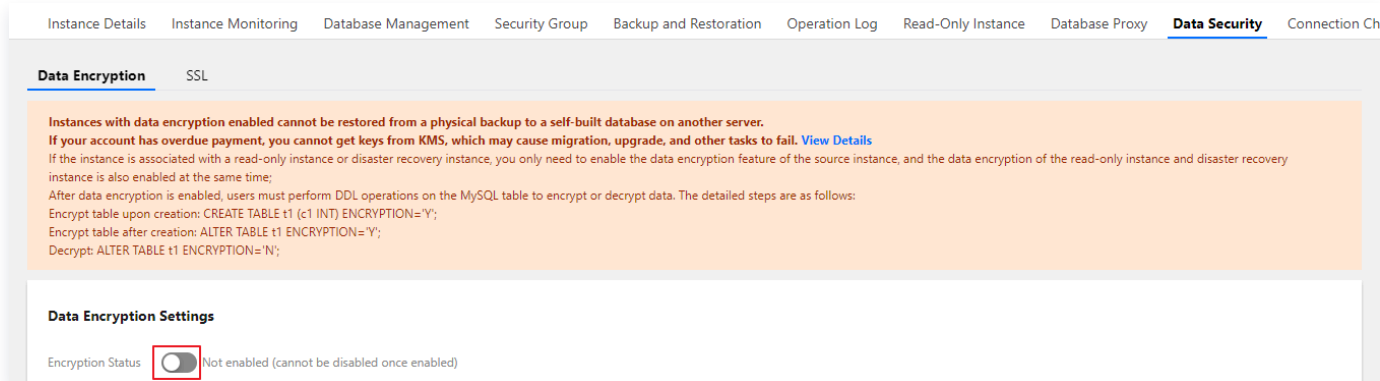 Instance Details Instance Monitoring Database Management Security Group Backup and Restoration Operation Log Read-Only Instance Database Proxy Data Security Connection Ch
Data Encryption SSL
Instances with data encryption enabled cannot be restored from a physical backup to a self-built database on another server.
If your account has overdue payment, you cannot get keys from KMS, which may cause migration, upgrade, and other tasks to fail. View Details
If the instance is associated with a read-only instance or disaster recovery instance, you only need to enable the data encryption feature of the source instance, and the data encryption of the read-only instance and disaster recovery
instance is also enabled at the same time;
After data encryption is enabled, users must perform DDL operations on the MySQL table to encrypt or decrypt data. The detailed steps are as follows:
Encrypt table upon creation: CREATE TABLE t1 (c1 INT) ENCRYPTION='Y';
Encrypt table after creation: ALTER TABLE t1 ENCRYPTION='Y';
Decrypt: ALTER TABLE t1 ENCRYPTION='N';
Data Encryption Settings
Encryption Status Not enabled (cannot be disabled once enabled)